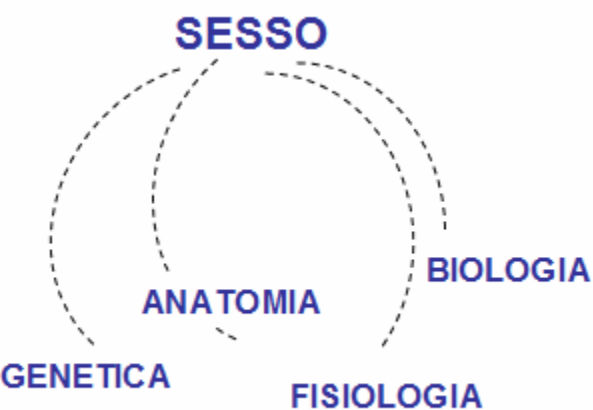 SESSO
BIOLOGIA
ANATOMIA
GENETICA
FISIOLOGIA